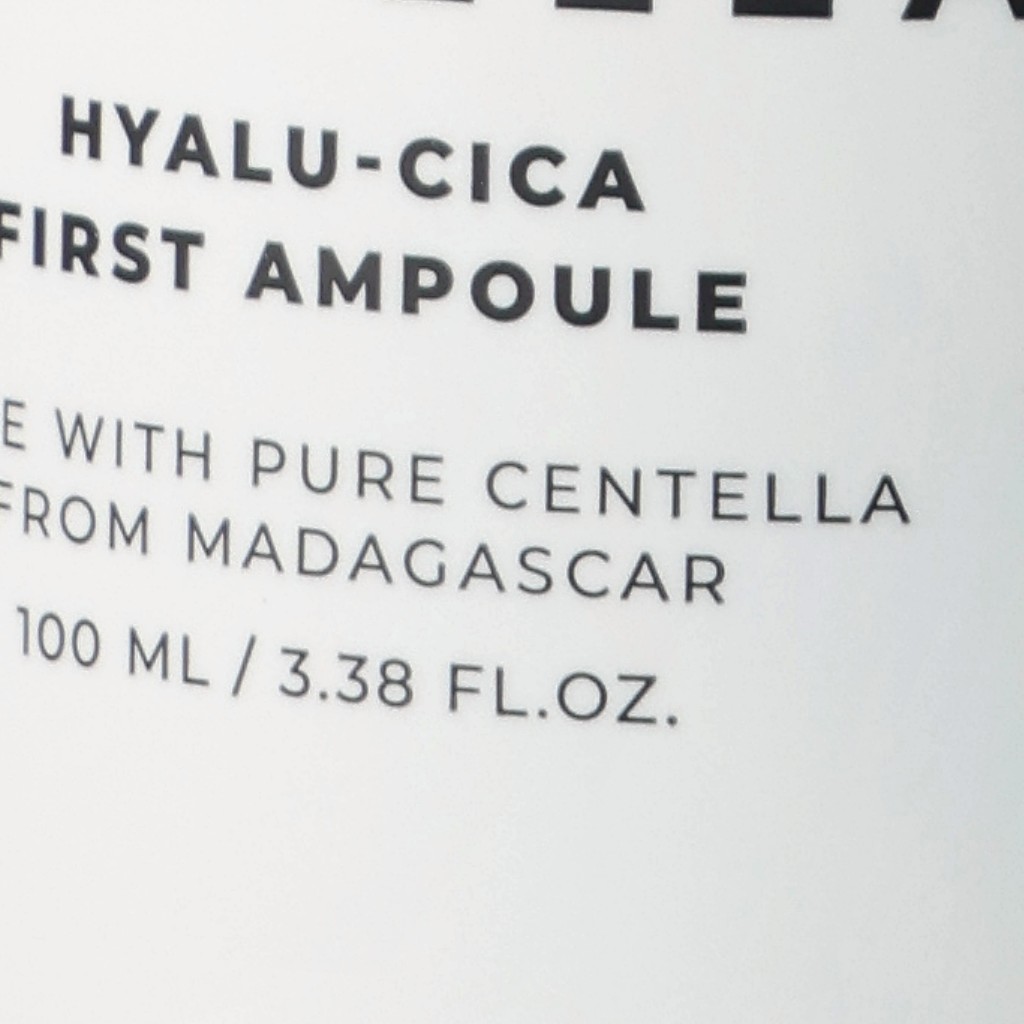 HYALU-CICA
FIRST AMPOULE
WITH PURE CENTELLA
FROM MADAGASCAR
100 ML / 3.38 FL.OZ.